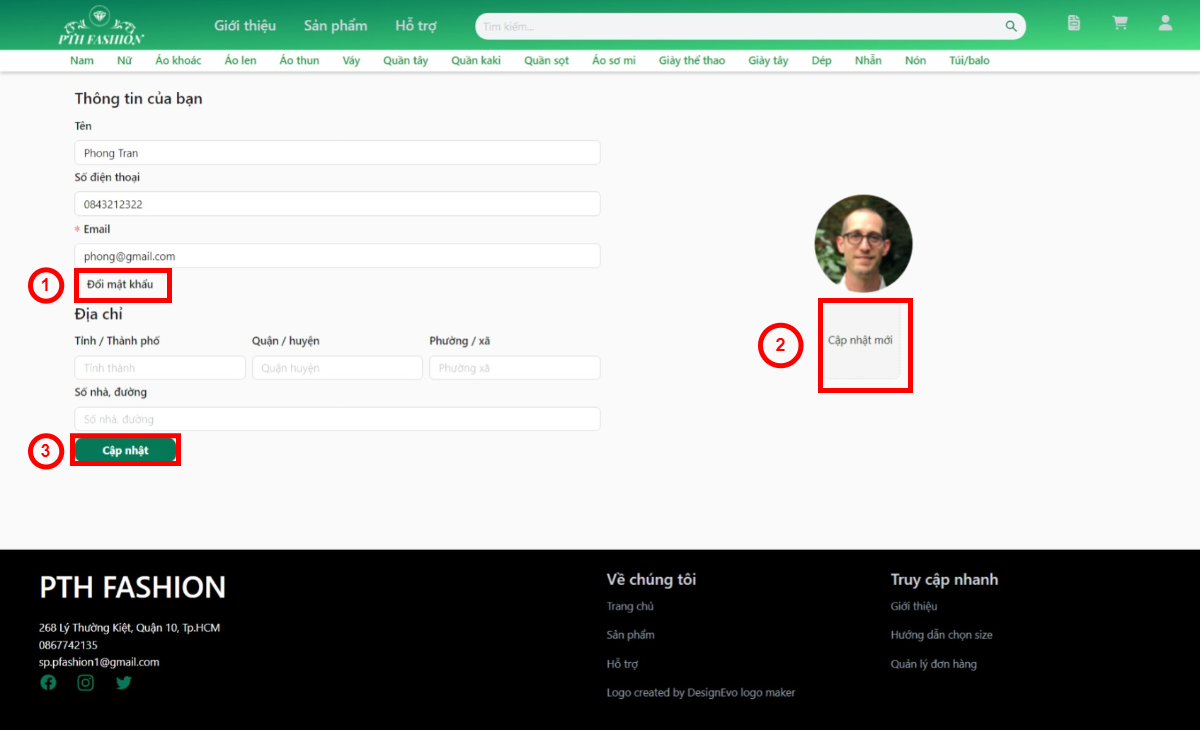 PTH FASHION
Giới thiệu Sản phẩm Hỗ trợ Tìm kiếm...
Nam Nữ Áo khoác Áo len Áo thun Váy Quần tây Quần kaki Quần sọt Áo sơ mi Giày thể thao Giày tây Dép Nhẫn Nón Túi/balo
Thông tin của bạn
Tên
Phong Tran
Số điện thoại
0843212322
* Email
phong@gmail.com
1 Đổi mật khẩu
2 Cập nhật mới
Địa chỉ
Tỉnh / Thành phố Quận / huyện Phường / xã
Tỉnh thành Quận huyện Phường xã
Số nhà, đường
Số nhà, đường
3 Cập nhật
PTH FASHION
268 Lý Thường Kiệt, Quận 10, Tp.HCM
0867742135
sp.pfashion1@gmail.com
Về chúng tôi
Trang chủ
Sản phẩm
Hỗ trợ
Logo created by DesignEvo logo maker
Truy cập nhanh
Giới thiệu
Hướng dẫn chọn size
Quản lý đơn hàng